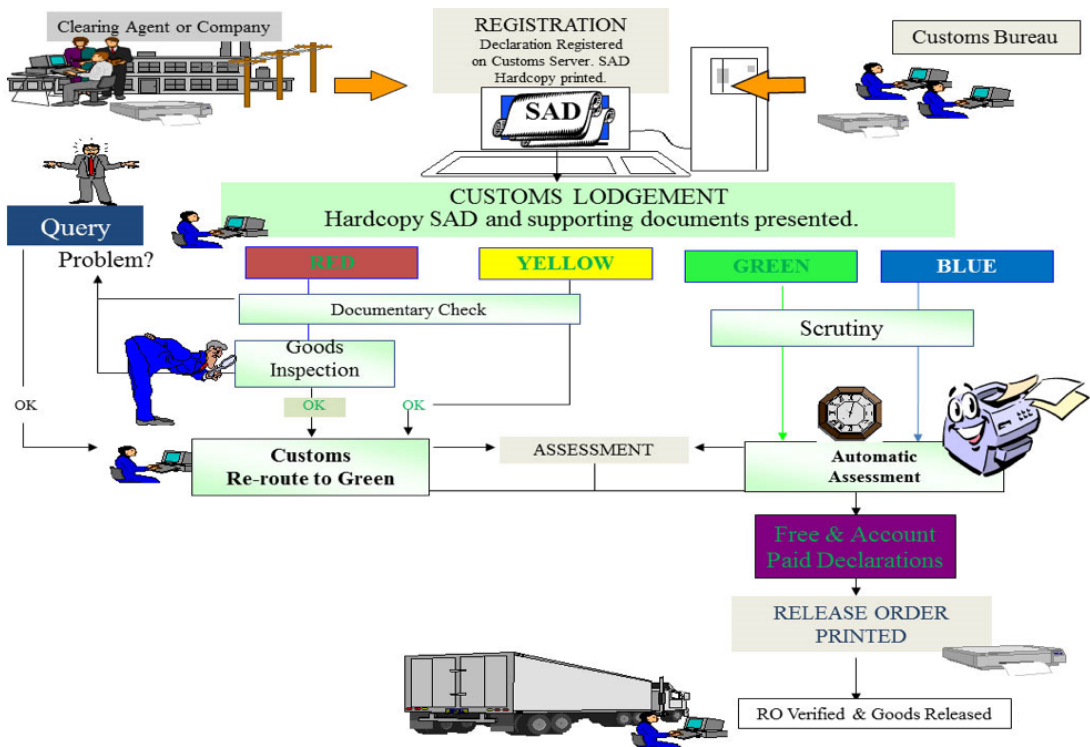 Clearing Agent or Company
REGISTRATION
Declaration Registered
on Customs Server. SAD
Hardcopy printed.
Customs Bureau
SAD
CUSTOMS LODGEMENT
Hardcopy SAD and supporting documents presented.
Query
Problem?
RED
YELLOW
GREEN
BLUE
Documentary Check
Scrutiny
Goods
Inspection
OK
OK
OK
Customs
Re-route to Green
ASSESSMENT
Automatic
Assessment
Free & Account
Paid Declarations
RELEASE ORDER
PRINTED
RO Verified & Goods Released